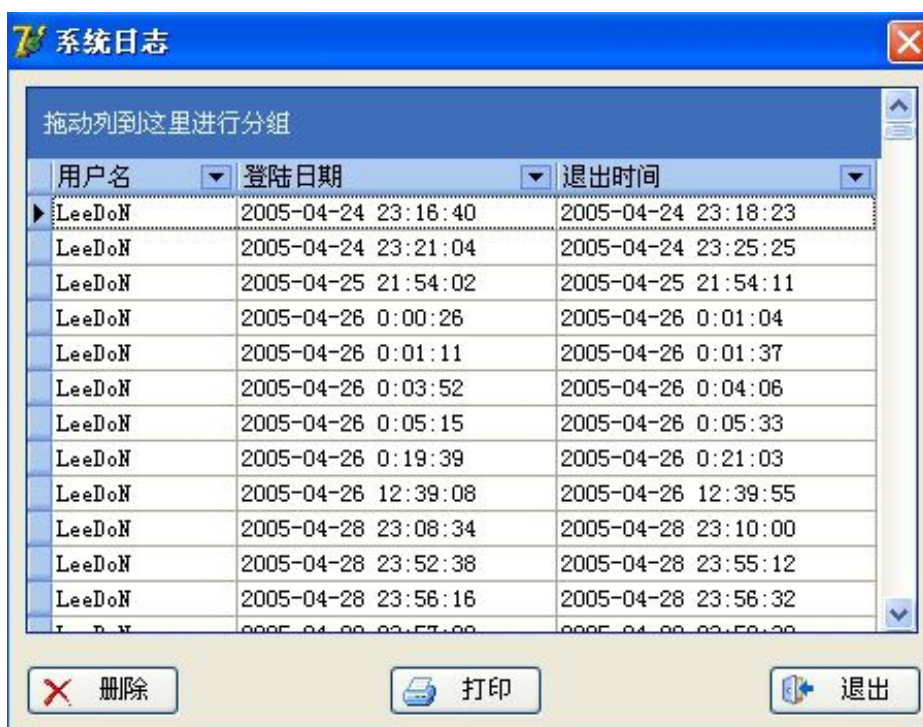 系统日志
拖动列到这里进行分组
用户名 登陆日期 退出时间
LeeDoN 2005-04-24 23:16:40 2005-04-24 23:18:23
LeeDoN 2005-04-24 23:21:04 2005-04-24 23:25:25
LeeDoN 2005-04-25 21:54:02 2005-04-25 21:54:11
LeeDoN 2005-04-26 0:00:26 2005-04-26 0:01:04
LeeDoN 2005-04-26 0:01:11 2005-04-26 0:01:37
LeeDoN 2005-04-26 0:03:52 2005-04-26 0:04:06
LeeDoN 2005-04-26 0:05:15 2005-04-26 0:05:33
LeeDoN 2005-04-26 0:19:39 2005-04-26 0:21:03
LeeDoN 2005-04-26 12:39:08 2005-04-26 12:39:55
LeeDoN 2005-04-28 23:08:34 2005-04-28 23:10:00
LeeDoN 2005-04-28 23:52:38 2005-04-28 23:55:12
LeeDoN 2005-04-28 23:56:16 2005-04-28 23:56:32
删除 打印 退出